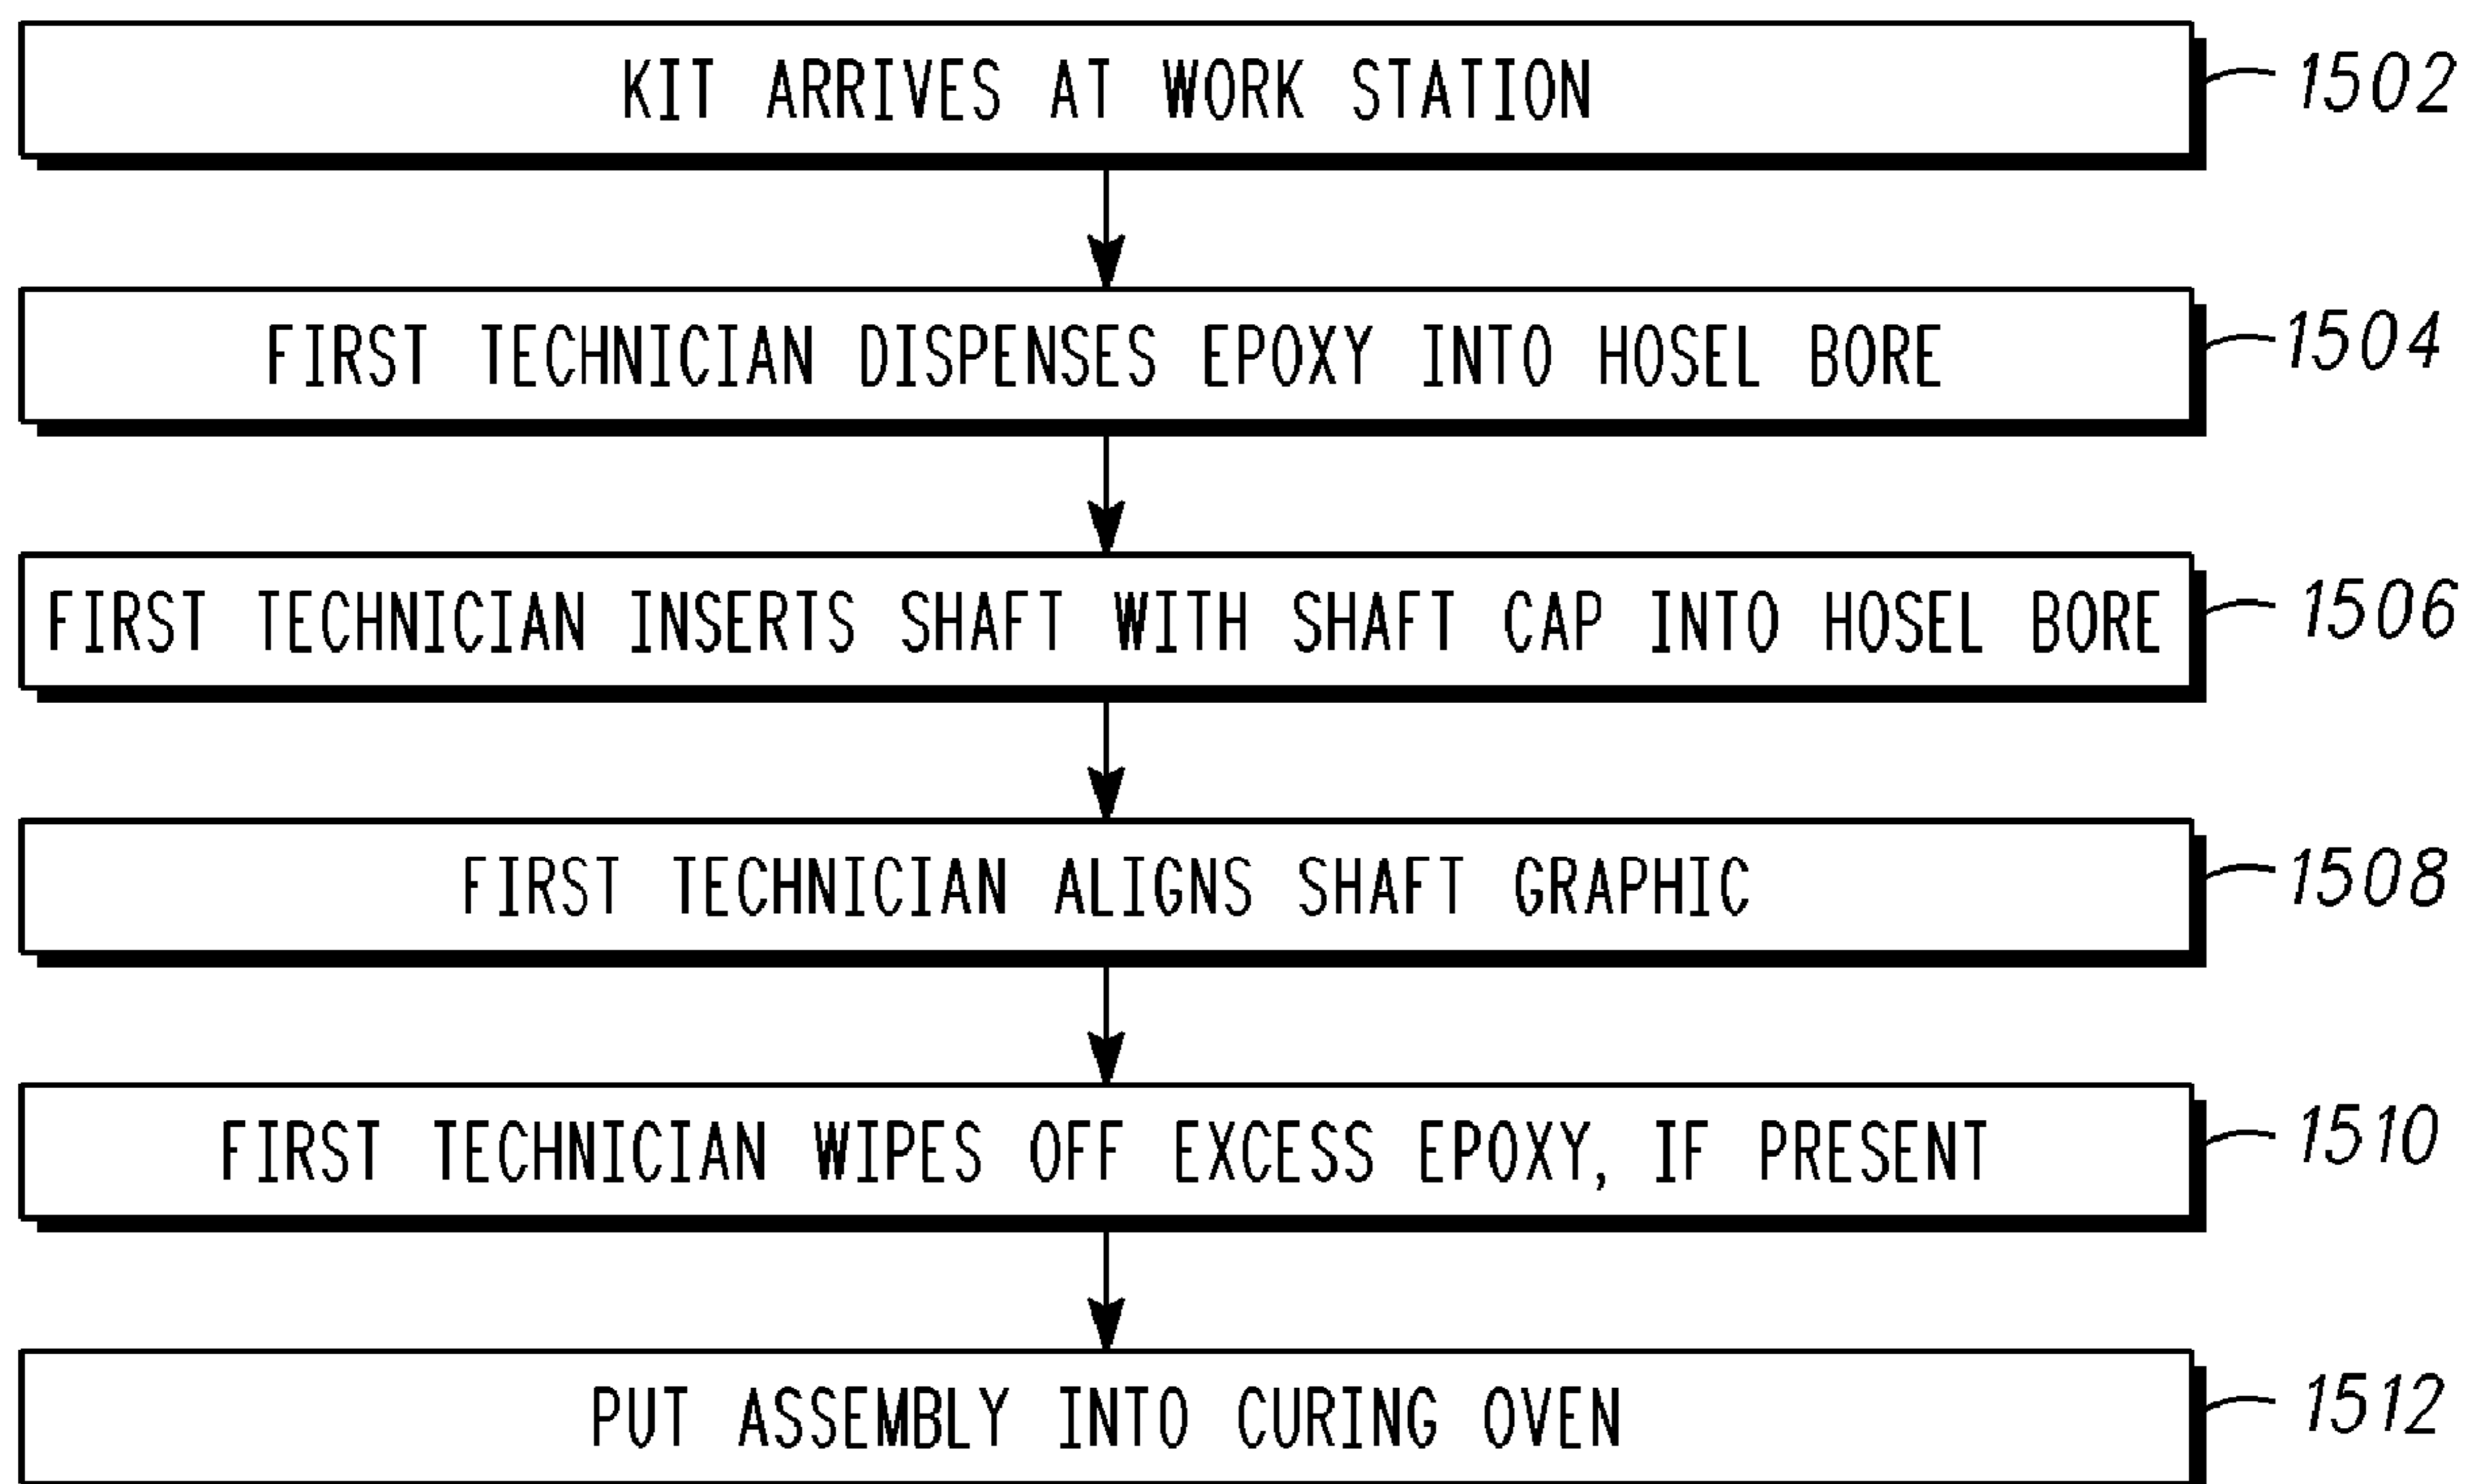 KIT ARRIVES AT WORK STATION 1502
FIRST TECHNICIAN DISPENSES EPOXY INTO HOSEL BORE 1504
FIRST TECHNICIAN INSERTS SHAFT WITH SHAFT CAP INTO HOSEL BORE 1506
FIRST TECHNICIAN ALIGNS SHAFT GRAPHIC 1508
FIRST TECHNICIAN WIPES OFF EXCESS EPOXY, IF PRESENT 1510
PUT ASSEMBLY INTO CURING OVEN 1512